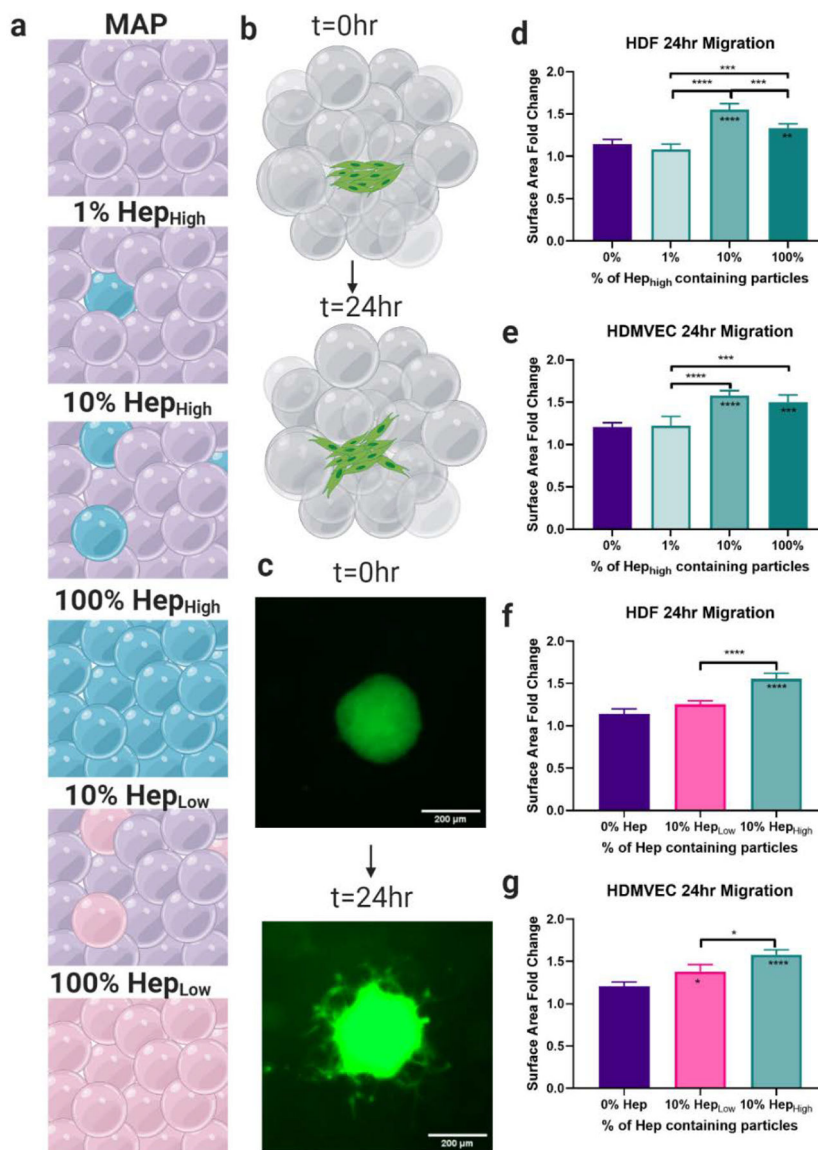 a
MAP
1% HepHigh
10% HepHigh
100% HepHigh
10% HepLow
100% HepLow
b
t=0hr
t=24hr
c
t=0hr
200 µm
t=24hr
200 µm
d
HDF 24hr Migration
***
**** ***
Surface Area Fold Change
2.0
1.5
1.0
0.5
0.0
****
**
0% 1% 10% 100%
% of Hephigh containing particles
e
HDMVEC 24hr Migration
***
****
Surface Area Fold Change
2.0
1.5
1.0
0.5
0.0
****
***
0% 1% 10% 100%
% of Hephigh containing particles
f
HDF 24hr Migration
****
Surface Area Fold Change
2.0
1.5
1.0
0.5
0.0
****
0% Hep 10% HepLow 10% HepHigh
% of Hep containing particles
g
HDMVEC 24hr Migration
*
Surface Area Fold Change
2.0
1.5
1.0
0.5
0.0
*
****
0% Hep 10% HepLow 10% HepHigh
% of Hep containing particles